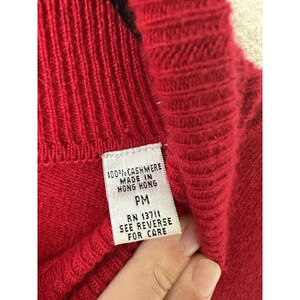 100% CASHMERE
MADE IN
HONG KONG
PM
RN 13711
SEE REVERSE
FOR CARE